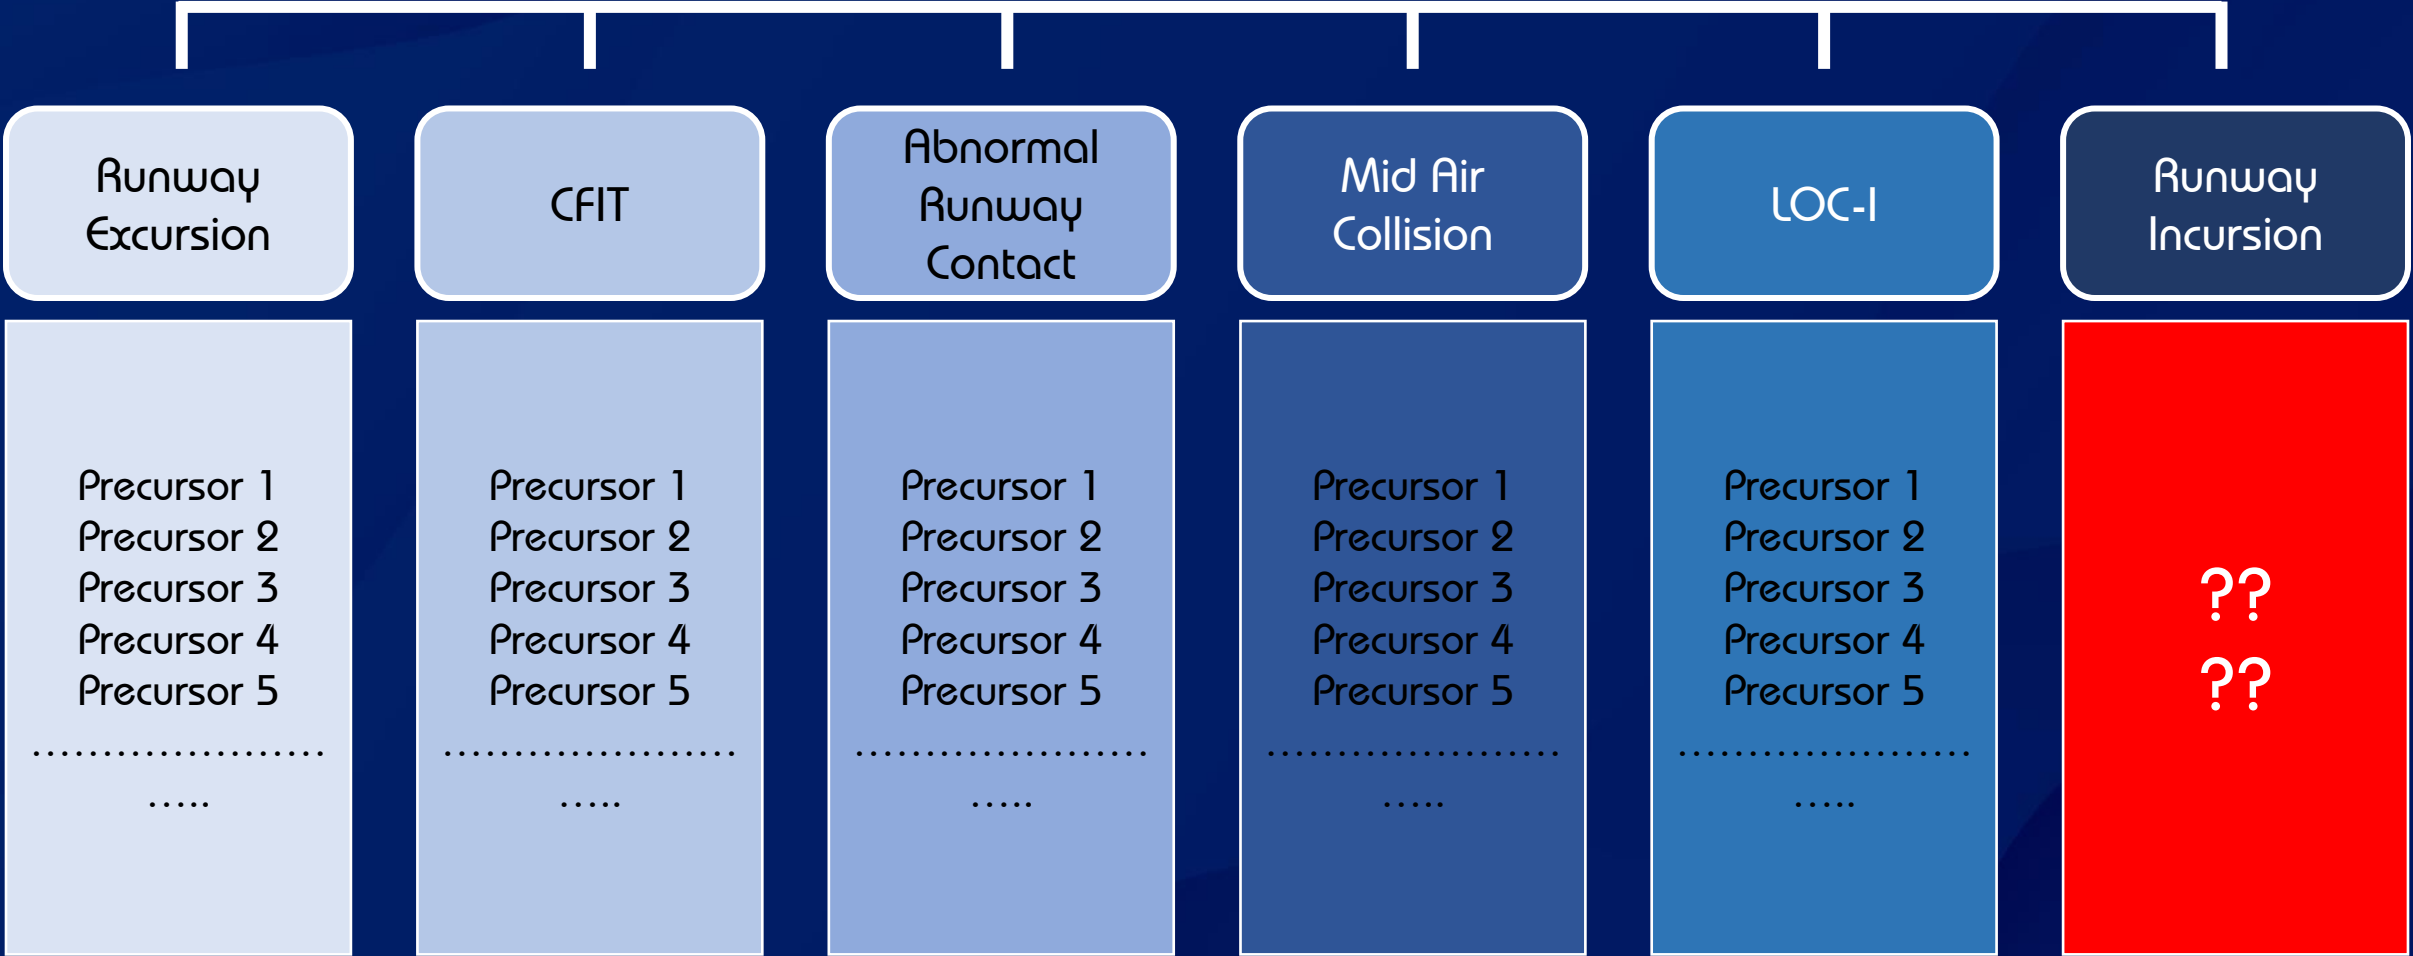 Runway
Excursion
CFIT
Abnormal
Runway
Contact
Mid Air
Collision
LOC-I
Runway
Incursion
Precursor 1
Precursor 2
Precursor 3
Precursor 4
Precursor 5
.....................
.....
Precursor 1
Precursor 2
Precursor 3
Precursor 4
Precursor 5
.....................
.....
Precursor 1
Precursor 2
Precursor 3
Precursor 4
Precursor 5
.....................
.....
Precursor 1
Precursor 2
Precursor 3
Precursor 4
Precursor 5
.....................
.....
Precursor 1
Precursor 2
Precursor 3
Precursor 4
Precursor 5
.....................
.....
??
??